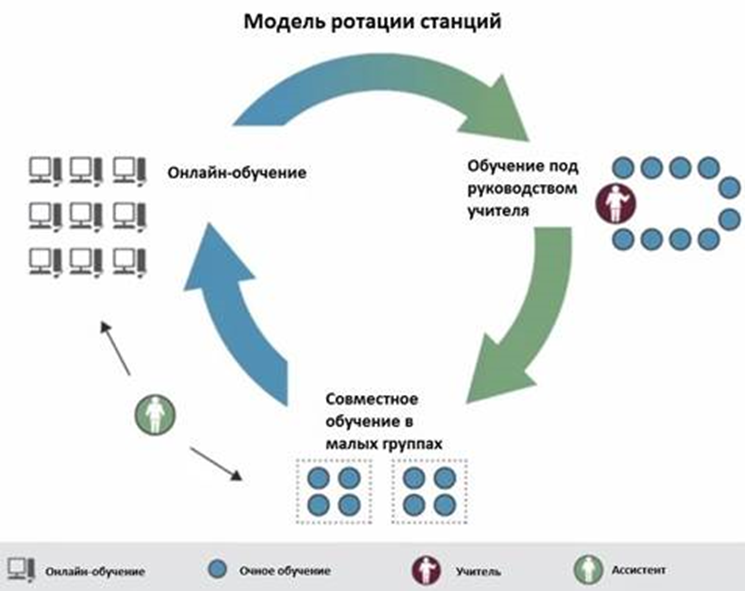 Модель ротации станций
Онлайн-обучение
Обучение под
руководством
учителя
Совместное
обучение в
малых группах
Онлайн-обучение
Очное обучение
Учитель
Ассистент